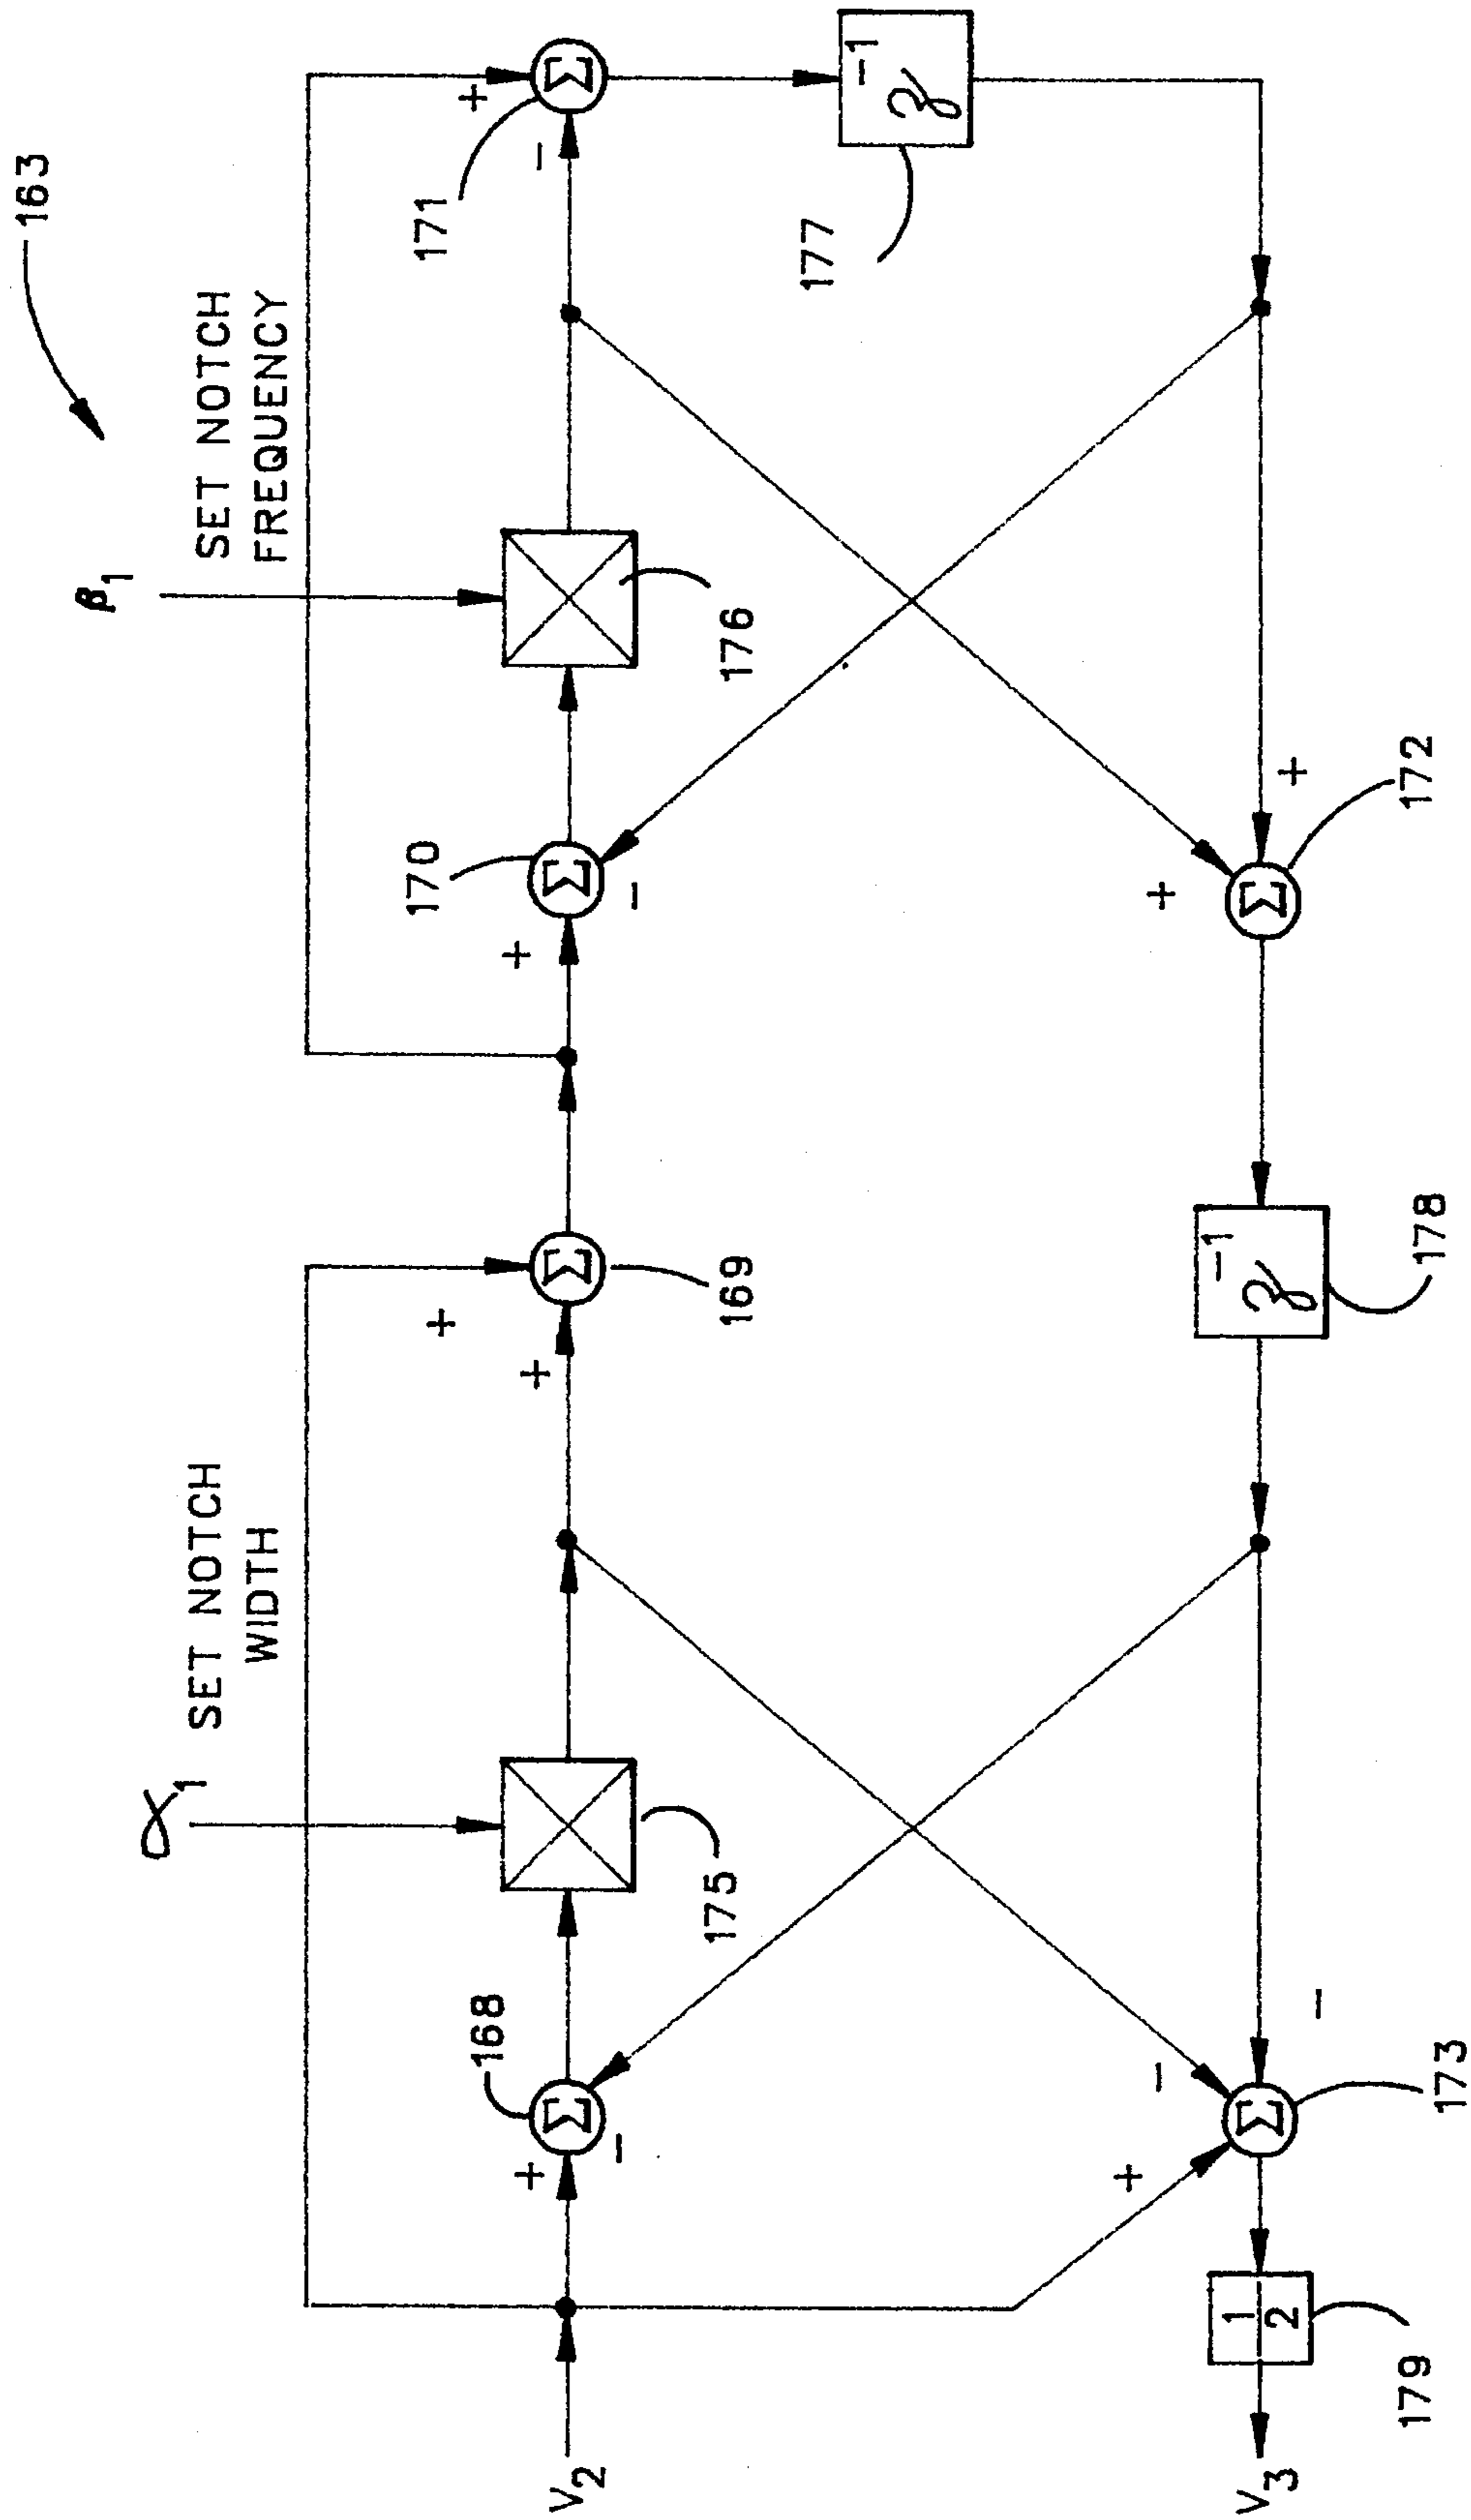 163
α1 SET NOTCH
WIDTH
β1 SET NOTCH
FREQUENCY
V2
+
−
Σ
168
175
+
+
Σ
169
+
−
Σ
170
176
+
−
Σ
171
z−1
177
+
+
Σ
172
z−1
178
+
−
−
Σ
173
1
2
179
V3